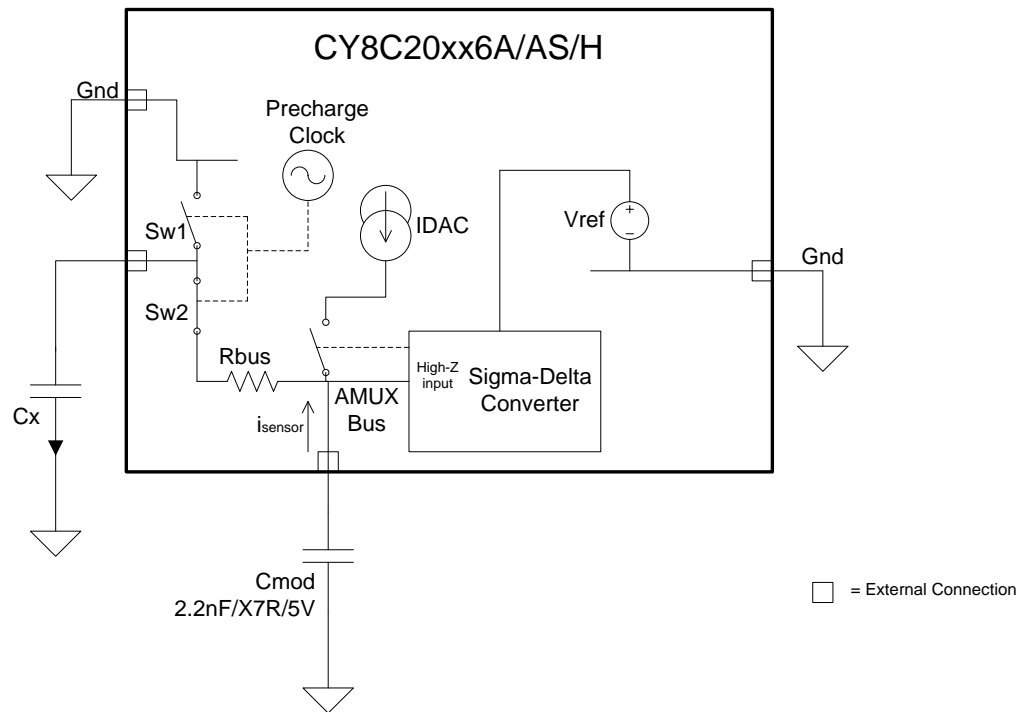 CY8C20xx6A/AS/H
Gnd
Precharge
Clock
IDAC
Vref
+
−
Gnd
Sw1
Sw2
Rbus
High-Z
input
Sigma-Delta
Converter
AMUX
Bus
isensor
Cx
Cmod
2.2nF/X7R/5V
= External Connection